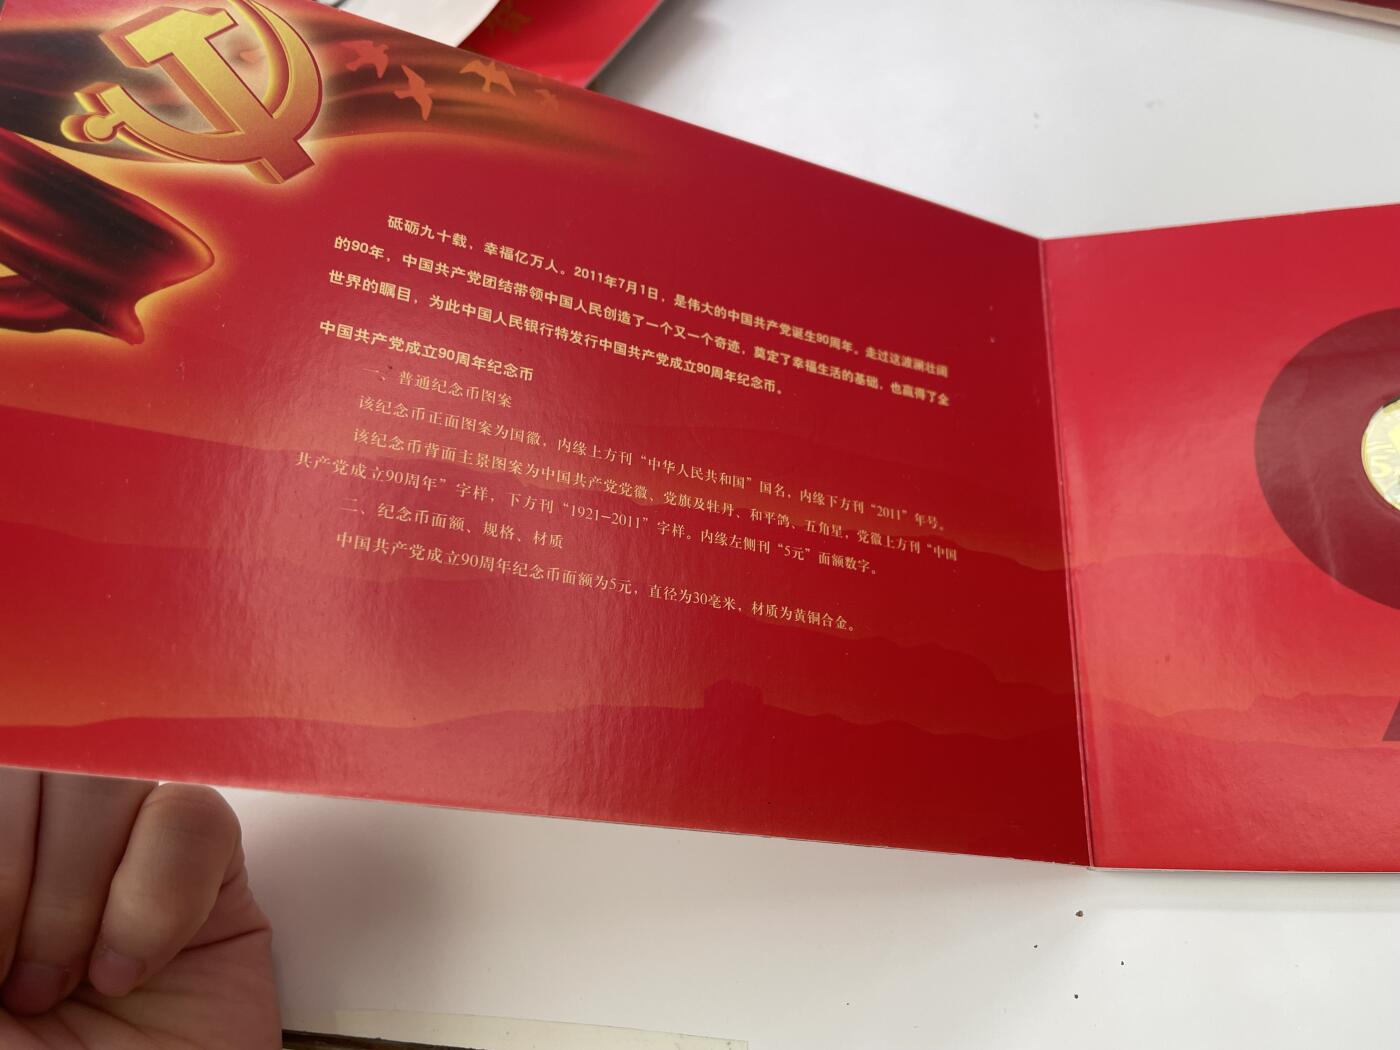 砥砺九十载，幸福亿万人。2011年7月1日，是伟大的中国共产党诞生90周年。走过这波澜壮阔
的90年，中国共产党团结带领中国人民创造了一个又一个奇迹，奠定了幸福生活的基础，也赢得了全
世界的瞩目，为此中国人民银行特发行中国共产党成立90周年纪念币。
中国共产党成立90周年纪念币
一、普通纪念币图案
该纪念币正面图案为国徽，内缘上方刊“中华人民共和国”国名，内缘下方刊“2011”年号。
该纪念币背面主景图案为中国共产党党徽、党旗及牡丹、和平鸽、五角星，党徽上方刊“中国
共产党成立90周年”字样，下方刊“1921-2011”字样。内缘左侧刊“5元”面额数字。
二、纪念币面额、规格、材质
中国共产党成立90周年纪念币面额为5元，直径为30毫米，材质为黄铜合金。